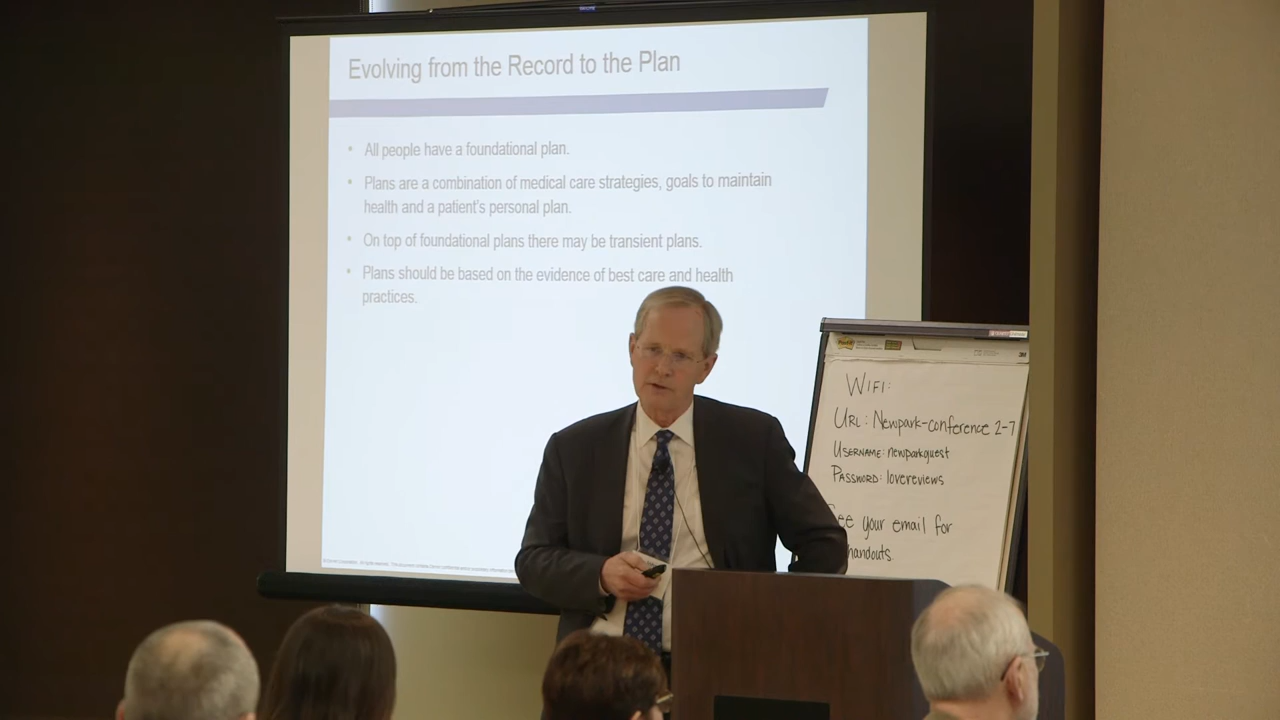 Evolving from the Record to the Plan
• All people have a foundational plan.
• Plans are a combination of medical care strategies, goals to maintain
health and a patient's personal plan.
• On top of foundational plans there may be transient plans.
• Plans should be based on the evidence of best care and health
practices.
Post-it
3M
WIFI:
URL: Newpark-conference 2-7
USERNAME: newparkguest
PASSWORD: lovereviews
ee your email for
handouts